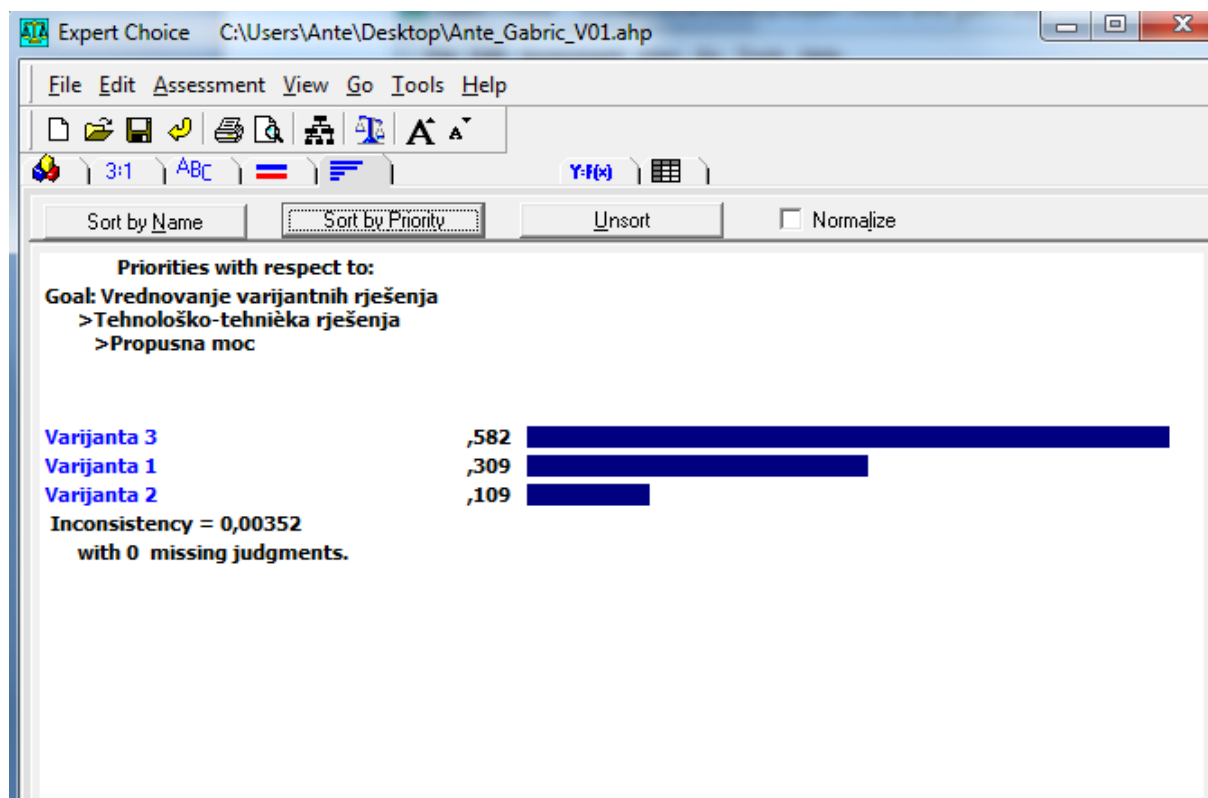 Expert Choice C:\Users\Ante\Desktop\Ante_Gabric_V01.ahp
File Edit Assessment View Go Tools Help
A A
3:1 ABC Y=F(x)
Sort by Name Sort by Priority Unsort Normalize
Priorities with respect to:
Goal: Vrednovanje varijantnih rješenja
>Tehnološko-tehnièka rješenja
>Propusna moc
Varijanta 3 ,582
Varijanta 1 ,309
Varijanta 2 ,109
Inconsistency = 0,00352
with 0 missing judgments.